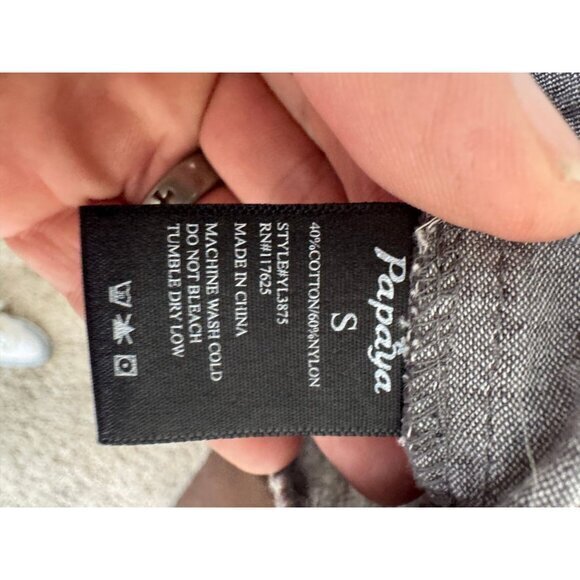 Papaya
S
40%COTTON/60%NYLON
STYLE#YL3875
RN#117625
MADE IN CHINA
MACHINE WASH COLD
DO NOT BLEACH
TUMBLE DRY LOW